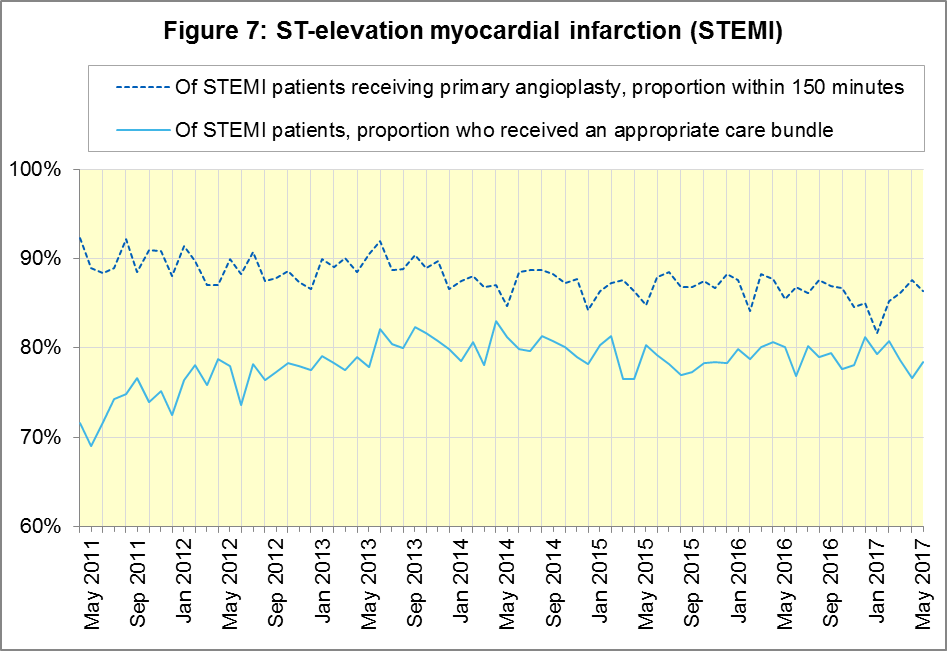 Figure 7: ST-elevation myocardial infarction (STEMI)
Of STEMI patients receiving primary angioplasty, proportion within 150 minutes
Of STEMI patients, proportion who received an appropriate care bundle
100%
90%
80%
70%
60%
May 2011
Sep 2011
Jan 2012
May 2012
Sep 2012
Jan 2013
May 2013
Sep 2013
Jan 2014
May 2014
Sep 2014
Jan 2015
May 2015
Sep 2015
Jan 2016
May 2016
Sep 2016
Jan 2017
May 2017